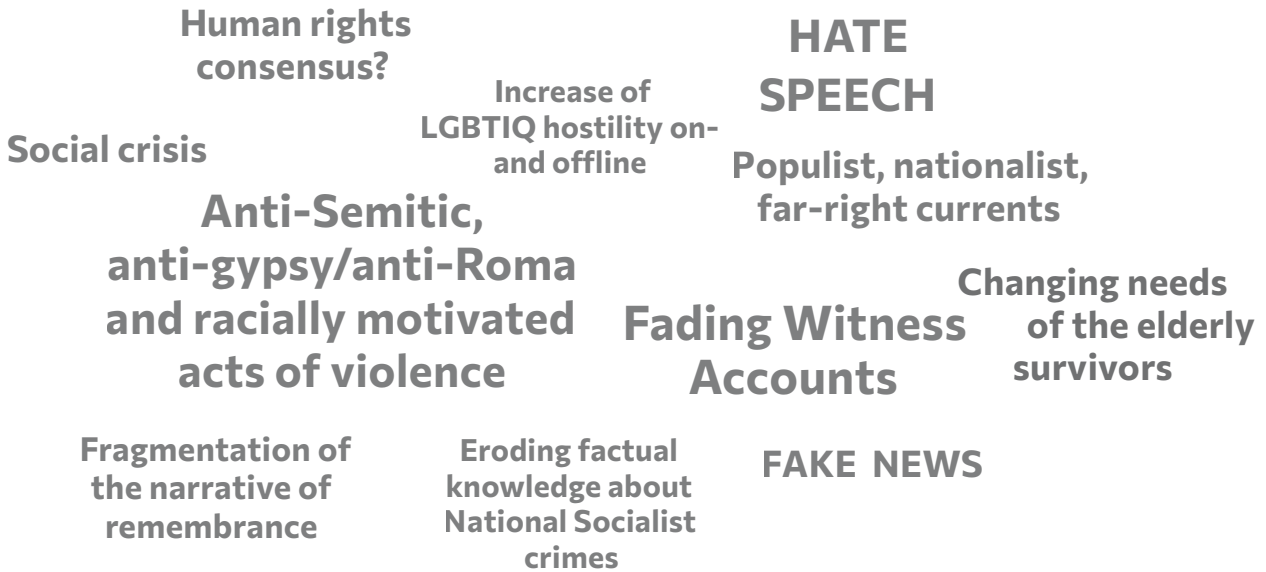 Human rights
consensus?
HATE
SPEECH
Increase of
LGBTIQ hostility on-
and offline
Social crisis
Populist, nationalist,
far-right currents
Anti-Semitic,
anti-gypsy/anti-Roma
and racially motivated
acts of violence
Changing needs
of the elderly
survivors
Fading Witness
Accounts
Fragmentation of
the narrative of
remembrance
Eroding factual
knowledge about
National Socialist
crimes
FAKE NEWS